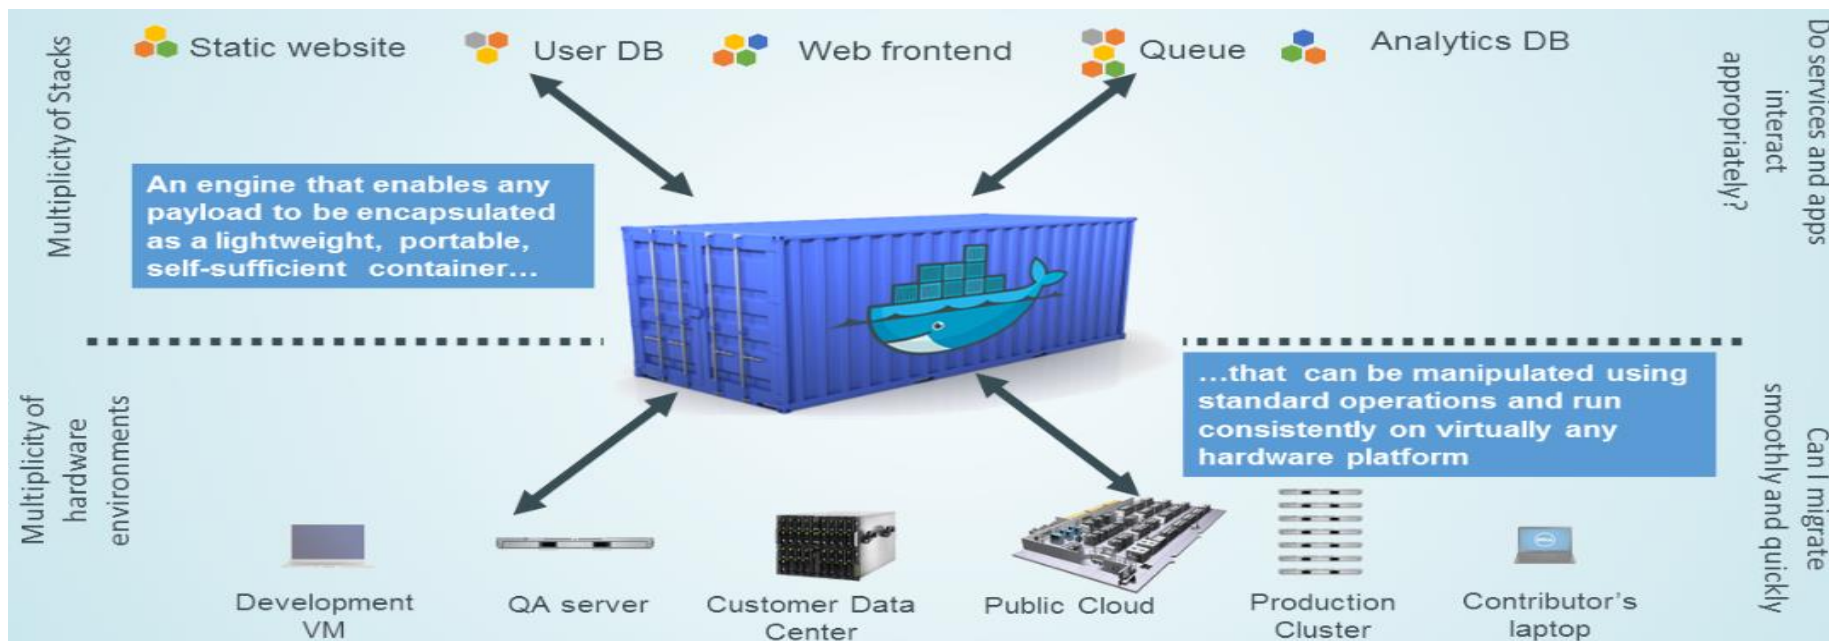 Static website
User DB
Web frontend
Queue
Analytics DB
Multiplicity of Stacks
Do services and apps
interact
appropriately?
An engine that enables any
payload to be encapsulated
as a lightweight, portable,
self-sufficient container…
…that can be manipulated using
standard operations and run
consistently on virtually any
hardware platform
Multiplicity of
hardware
environments
Can I migrate
smoothly and quickly
Development
VM
QA server
Customer Data
Center
Public Cloud
Production
Cluster
Contributor's
laptop